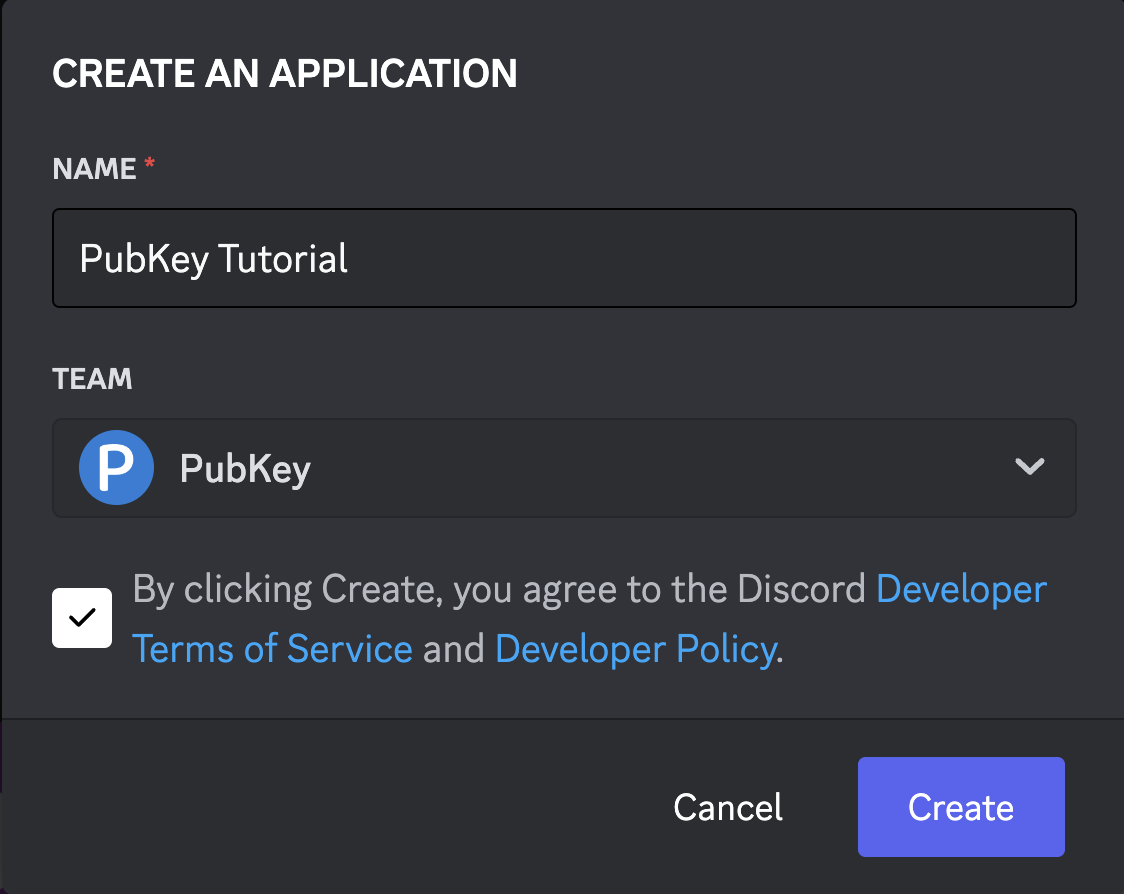 CREATE AN APPLICATION
NAME *
PubKey Tutorial
TEAM
P PubKey
By clicking Create, you agree to the Discord Developer
Terms of Service and Developer Policy.
Cancel Create